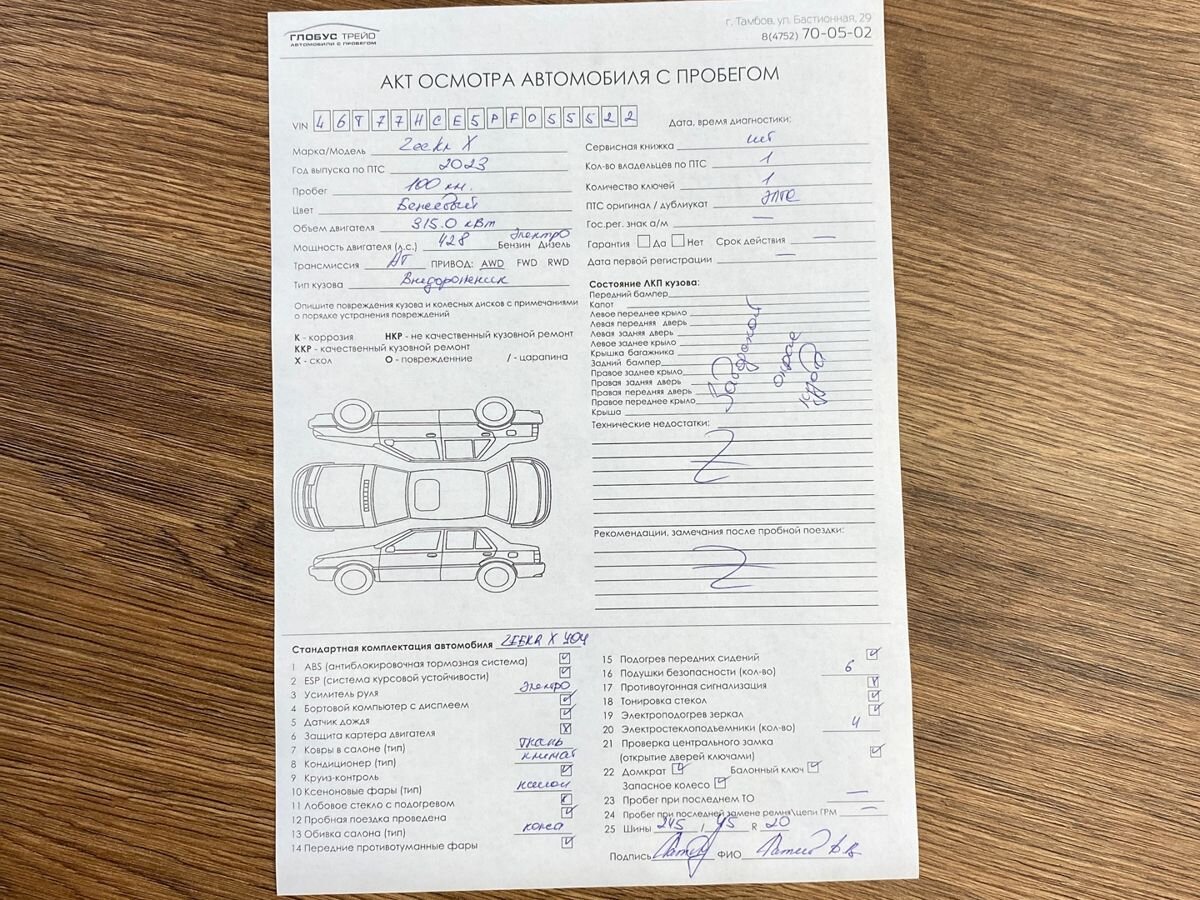 ГЛОБУС ТРЕЙД
АВТОМОБИЛИ С ПРОБЕГОМ
г. Тамбов, ул. Бастионная, 29
8(4752) 70-05-02
АКТ ОСМОТРА АВТОМОБИЛЯ С ПРОБЕГОМ
VIN 46T77HCE5PF055522
Марка/Модель Zeekr X
Год выпуска по ПТС 2023
Пробег 100 км.
Цвет Бежевый
Объем двигателя 315.0 кВт
Мощность двигателя (л.с.) 428 Бензин Дизель Электро
Трансмиссия АТ ПРИВОД: AWD FWD RWD
Тип кузова Внедорожник
Опишите повреждения кузова и колесных дисков с примечаниями
о порядке устранения повреждений
К - коррозия НКР - не качественный кузовной ремонт
ККР - качественный кузовной ремонт
Х - скол О - повреждение / - царапина
Дата, время диагностики:
Сервисная книжка нет
Кол-во владельцев по ПТС 1
Количество ключей 1
ПТС оригинал / дубликат ЭПТС
Гос.рег. знак а/м —
Гарантия Да Нет Срок действия —
Дата первой регистрации —
Состояние ЛКП кузова:
Передний бампер
Капот
Левое переднее крыло
Левая передняя дверь
Левая задняя дверь
Левое заднее крыло
Крышка багажника
Задний бампер
Правое заднее крыло
Правая задняя дверь
Правая передняя дверь
Правое переднее крыло
Крыша
Заводской
окрас
Технические недостатки: Z
Рекомендации, замечания после пробной поездки:
Z
Стандартная комплектация автомобиля ZEEKR X YOU
1 ABS (антиблокировочная тормозная система)
2 ESP (система курсовой устойчивости)
3 Усилитель руля Электро
4 Бортовой компьютер с дисплеем
5 Датчик дождя
6 Защита картера двигателя
7 Ковры в салоне (тип) ткань
8 Кондиционер (тип) климат
9 Круиз-контроль
10 Ксеноновые фары (тип) ксенон
11 Лобовое стекло с подогревом
12 Пробная поездка проведена
13 Обивка салона (тип) кожа
14 Передние противотуманные фары
15 Подогрев передних сидений
16 Подушки безопасности (кол-во) 6
17 Противоугонная сигнализация
18 Тонировка стекол
19 Электроподогрев зеркал
20 Электростеклоподъемники (кол-во) 4
21 Проверка центрального замка
(открытие дверей ключами)
22 Домкрат Балонный ключ
Запасное колесо
23 Пробег при последнем ТО —
24 Пробег при последней замене ремня\цепи ГРМ —
25 Шины 245 / 45 R 20
Подпись ФИО